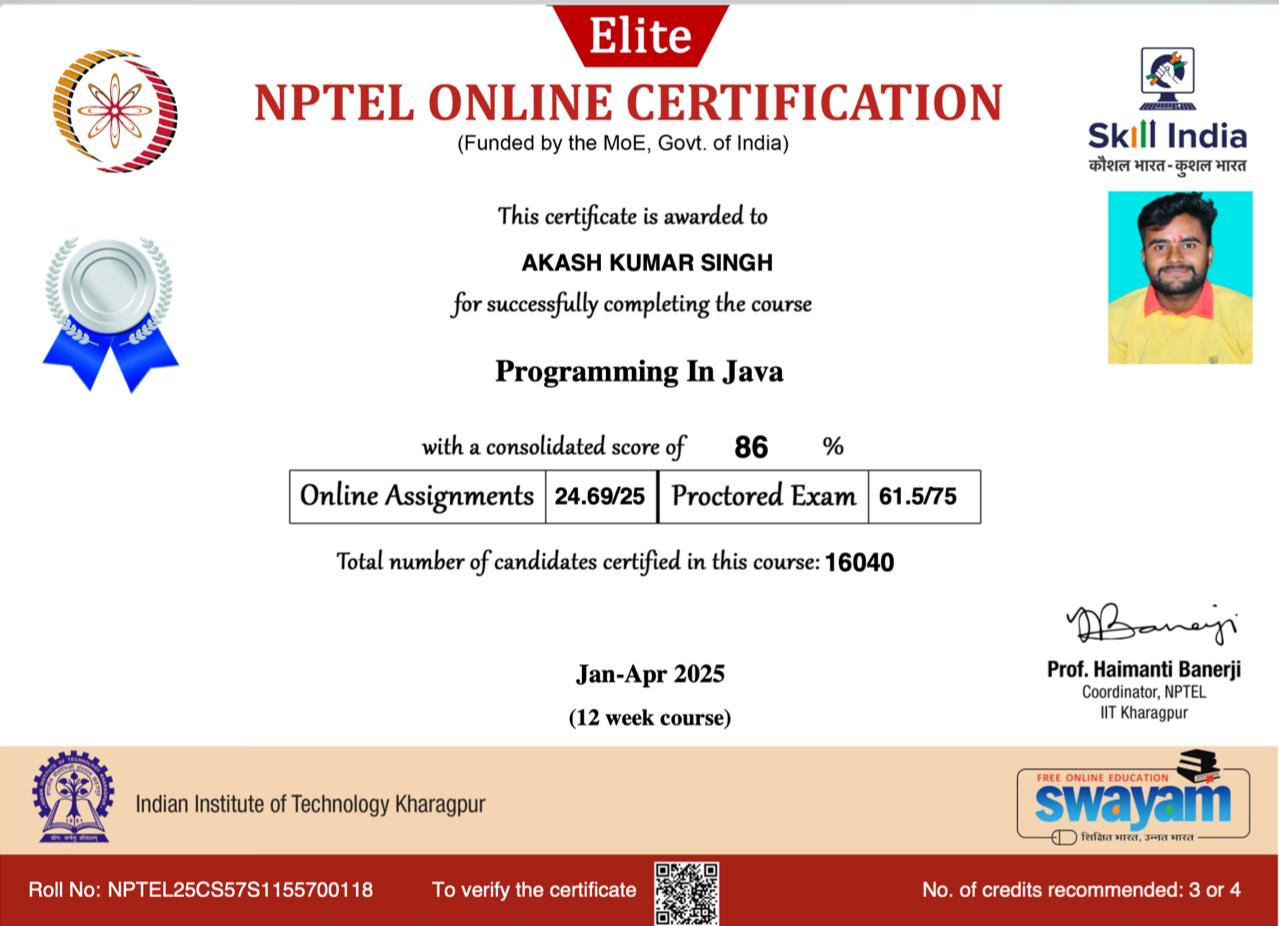 Elite
NPTEL ONLINE CERTIFICATION
(Funded by the MoE, Govt. of India)
Skill India
कौशल भारत - कुशल भारत
This certificate is awarded to
AKASH KUMAR SINGH
for successfully completing the course
Programming In Java
with a consolidated score of 86 %
Online Assignments 24.69/25 Proctored Exam 61.5/75
Total number of candidates certified in this course: 16040
Jan-Apr 2025
(12 week course)
Prof. Haimanti Banerji
Coordinator, NPTEL
IIT Kharagpur
Indian Institute of Technology Kharagpur
FREE ONLINE EDUCATION
swayam
शिक्षित भारत, उन्नत भारत
Roll No: NPTEL25CS57S1155700118 To verify the certificate No. of credits recommended: 3 or 4